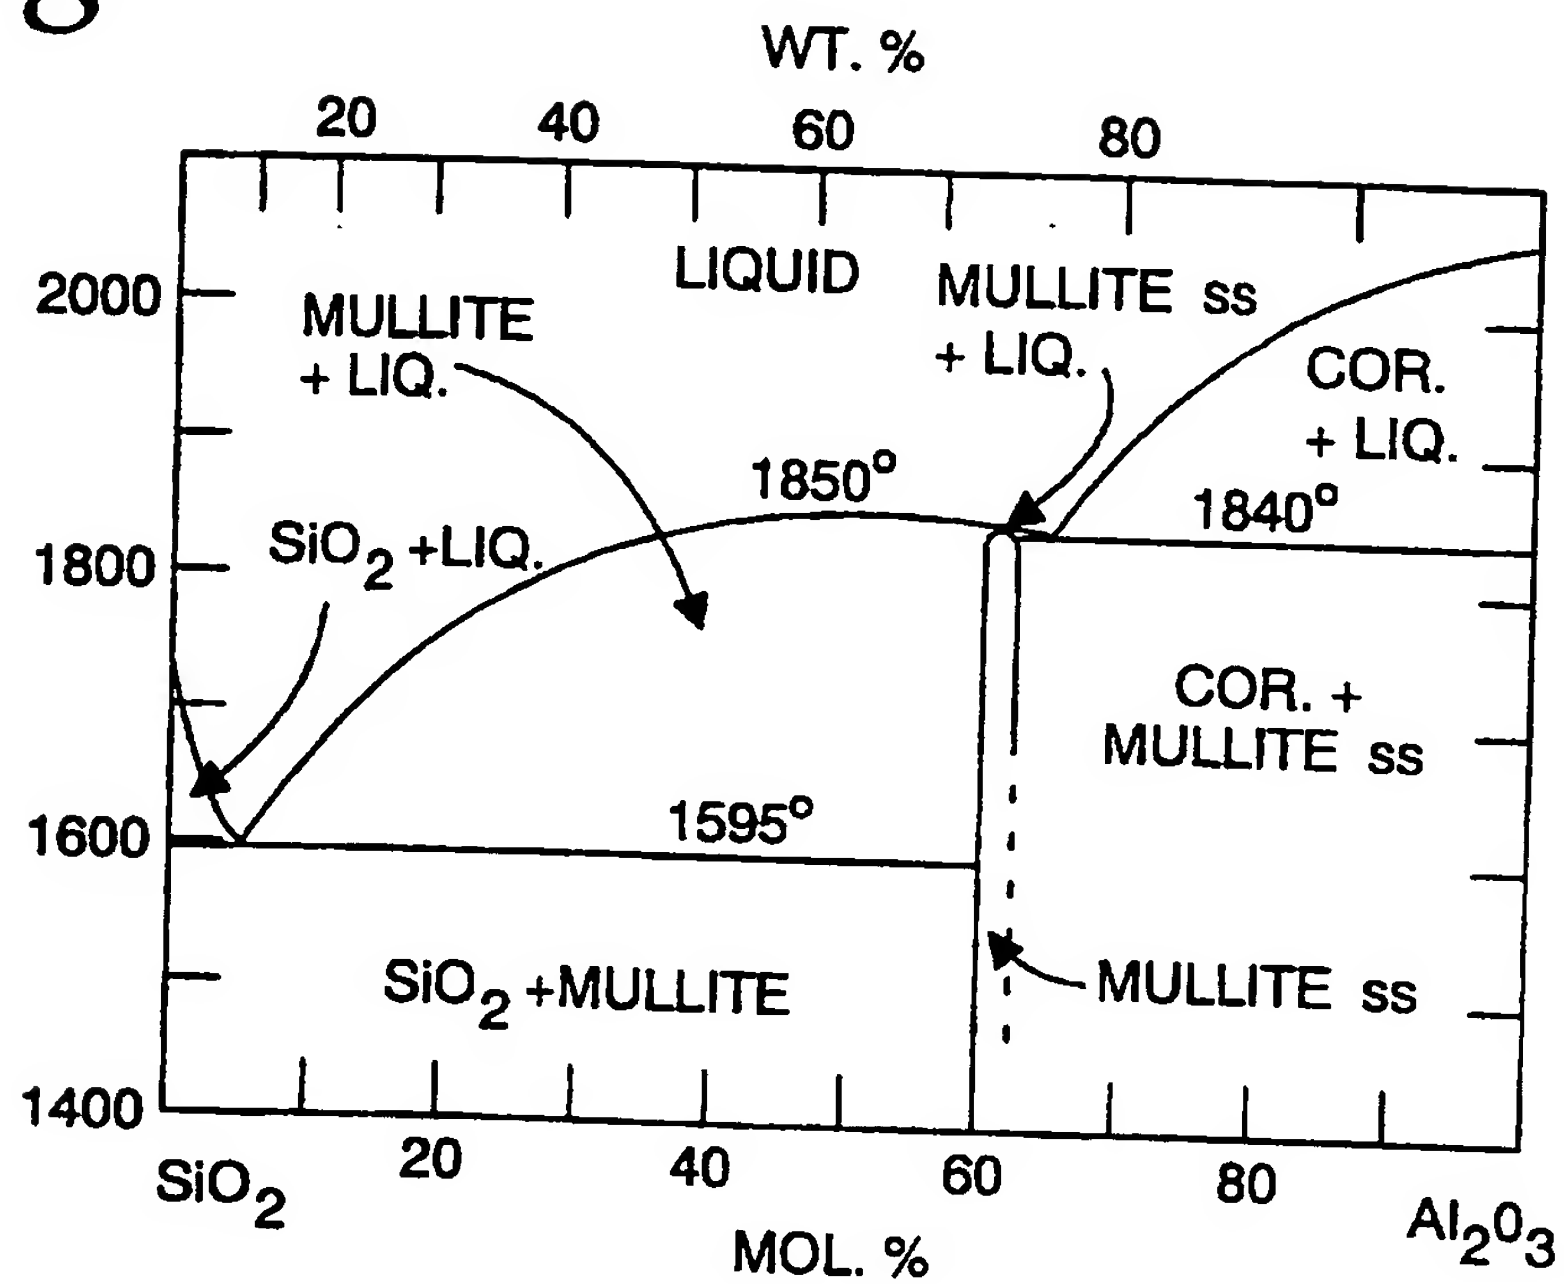 WT. %
20 40 60 80
LIQUID
2000
MULLITE
+ LIQ.
MULLITE ss
+ LIQ.
COR.
+ LIQ.
1850°
1840°
SiO2 +LIQ.
1800
COR. +
MULLITE ss
1600
1595°
SiO2 +MULLITE
MULLITE ss
1400
SiO2 20 40 60 80 Al2O3
MOL. %